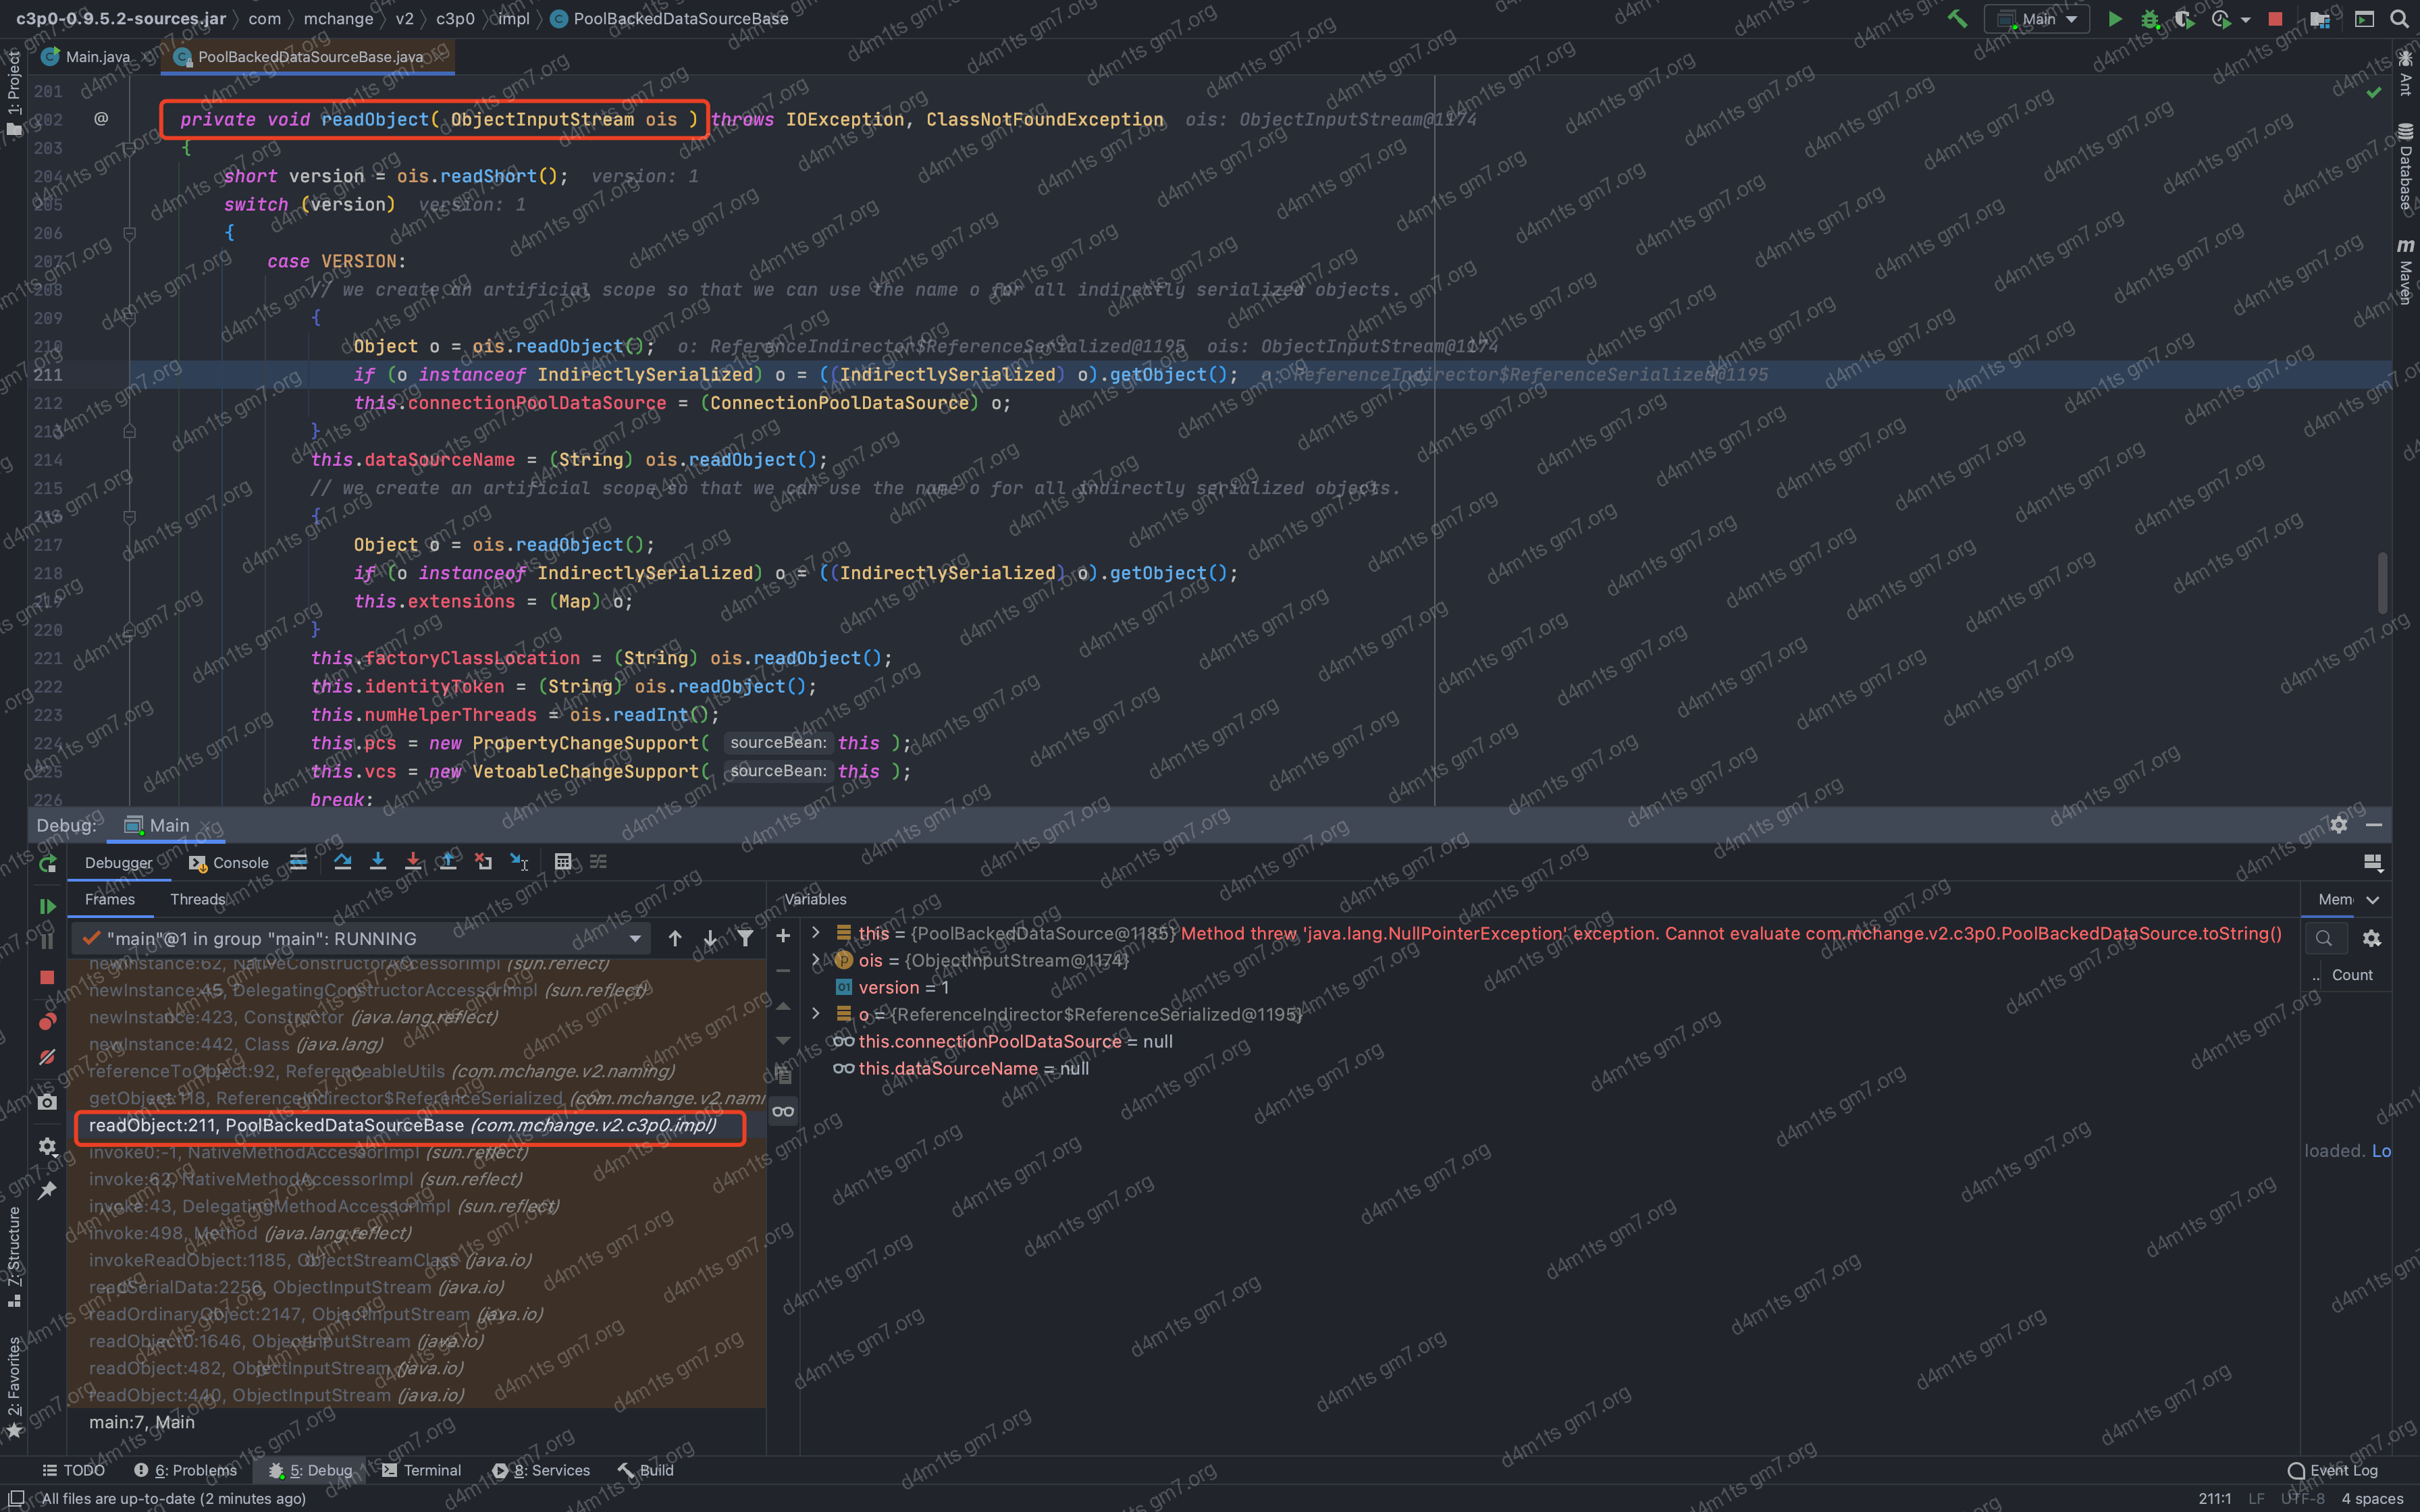 c3p0-0.9.5.2-sources.jar com mchange v2 c3p0 impl PoolBackedDataSourceBase Main
Main.java PoolBackedDataSourceBase.java
201
202 @ private void readObject( ObjectInputStream ois ) throws IOException, ClassNotFoundException ois: ObjectInputStream@1174
203 {
204 short version = ois.readShort(); version: 1
205 switch (version) version: 1
206 {
207 case VERSION:
208 // we create an artificial scope so that we can use the name o for all indirectly serialized objects.
209 {
210 Object o = ois.readObject(); o: ReferenceIndirector$ReferenceSerialized@1195 ois: ObjectInputStream@1174
211 if (o instanceof IndirectlySerialized) o = ((IndirectlySerialized) o).getObject(); o: ReferenceIndirector$ReferenceSerialized@1195
212 this.connectionPoolDataSource = (ConnectionPoolDataSource) o;
213 }
214 this.dataSourceName = (String) ois.readObject();
215 // we create an artificial scope so that we can use the name o for all indirectly serialized objects.
216 {
217 Object o = ois.readObject();
218 if (o instanceof IndirectlySerialized) o = ((IndirectlySerialized) o).getObject();
219 this.extensions = (Map) o;
220 }
221 this.factoryClassLocation = (String) ois.readObject();
222 this.identityToken = (String) ois.readObject();
223 this.numHelperThreads = ois.readInt();
224 this.pcs = new PropertyChangeSupport( sourceBean: this );
225 this.vcs = new VetoableChangeSupport( sourceBean: this );
226 break;
1: Project
7: Structure
2: Favorites
Ant
Database
Maven
Debug: Main
Debugger Console
Frames Threads
"main"@1 in group "main": RUNNING
newInstance:62, NativeConstructorAccessorImpl (sun.reflect)
newInstance:45, DelegatingConstructorAccessorImpl (sun.reflect)
newInstance:423, Constructor (java.lang.reflect)
newInstance:442, Class (java.lang)
referenceToObject:92, ReferenceableUtils (com.mchange.v2.naming)
getObject:118, ReferenceIndirector$ReferenceSerialized (com.mchange.v2.nami
readObject:211, PoolBackedDataSourceBase (com.mchange.v2.c3p0.impl)
invoke0:-1, NativeMethodAccessorImpl (sun.reflect)
invoke:62, NativeMethodAccessorImpl (sun.reflect)
invoke:43, DelegatingMethodAccessorImpl (sun.reflect)
invoke:498, Method (java.lang.reflect)
invokeReadObject:1185, ObjectStreamClass (java.io)
readSerialData:2256, ObjectInputStream (java.io)
readOrdinaryObject:2147, ObjectInputStream (java.io)
readObject0:1646, ObjectInputStream (java.io)
readObject:482, ObjectInputStream (java.io)
readObject:440, ObjectInputStream (java.io)
main:7, Main
Variables
this = {PoolBackedDataSource@1185} Method threw 'java.lang.NullPointerException' exception. Cannot evaluate com.mchange.v2.c3p0.PoolBackedDataSource.toString()
ois = {ObjectInputStream@1174}
version = 1
o = {ReferenceIndirector$ReferenceSerialized@1195}
this.connectionPoolDataSource = null
this.dataSourceName = null
Mem
.. Count
loaded. Lo
TODO 6: Problems 5: Debug Terminal 8: Services Build Event Log
All files are up-to-date (2 minutes ago) 211:1 LF UTF-8 4 spaces
d4m1ts gm7.org